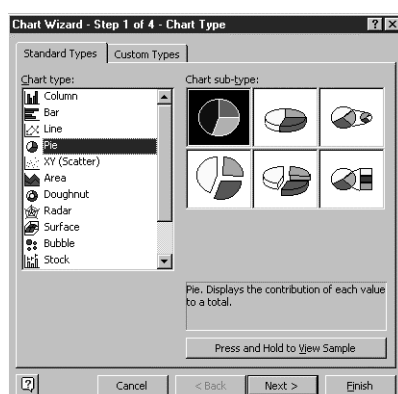 Chart Wizard - Step 1 of 4 - Chart Type
Standard Types
Custom Types
Chart type:
Chart sub-type:
Column
Bar
Line
Pie
XY (Scatter)
Area
Doughnut
Radar
Surface
Bubble
Stock
Pie. Displays the contribution of each value
to a total.
Press and Hold to View Sample
Cancel
< Back
Next >
Finish